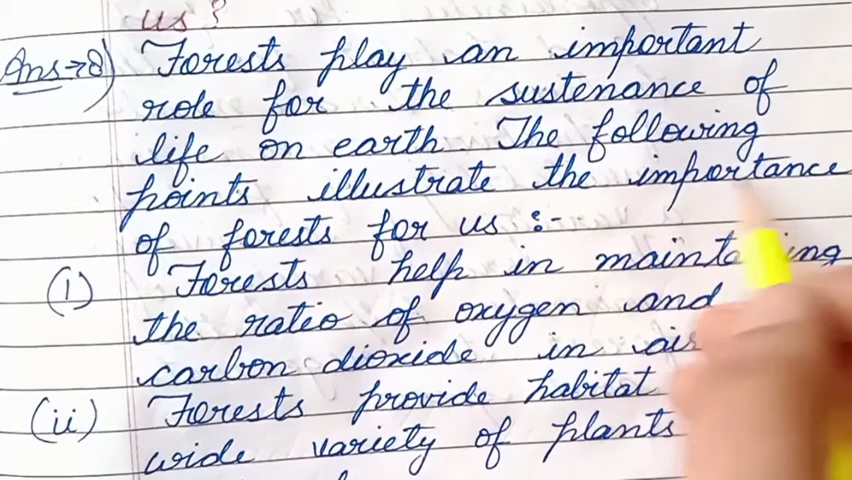 us?
Ans→8) Forests play an important
role for the sustenance of
life on earth. The following
points illustrate the importance
of forests for us :-
(i) Forests help in maintaining
the ratio of oxygen and
carbon dioxide in air
(ii) Forests provide habitat
wide variety of plants